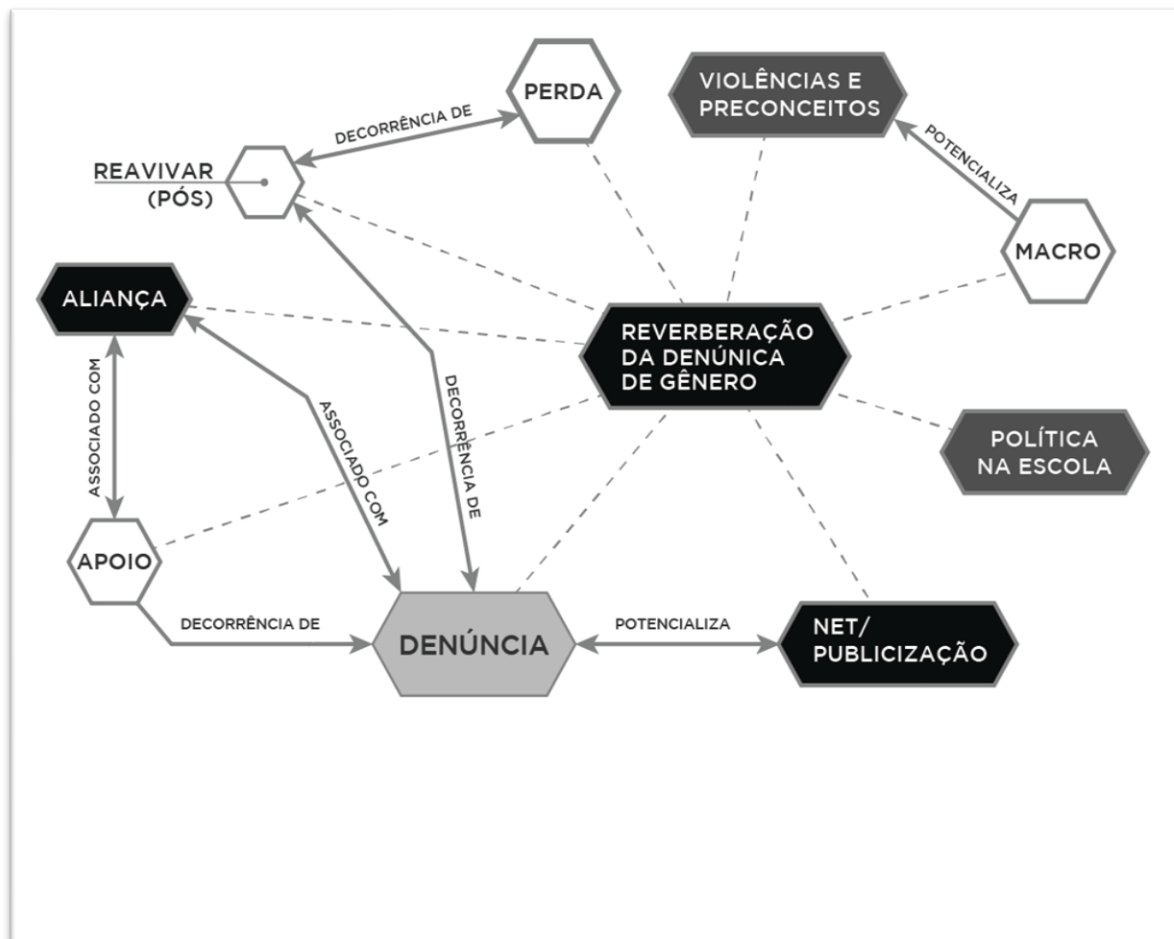 PERDA
VIOLÊNCIAS E
PRECONCEITOS
DECORRÊNCIA DE
POTENCIALIZA
REAVIVAR
(PÓS)
MACRO
ALIANÇA
REVERBERAÇÃO
DA DENÚNICA
DE GÊNERO
ASSOCIADO COM
ASSOCIADO COM
DECORRÊNCIA DE
POLÍTICA
NA ESCOLA
APOIO
DECORRÊNCIA DE
DENÚNCIA
POTENCIALIZA
NET/
PUBLICIZAÇÃO